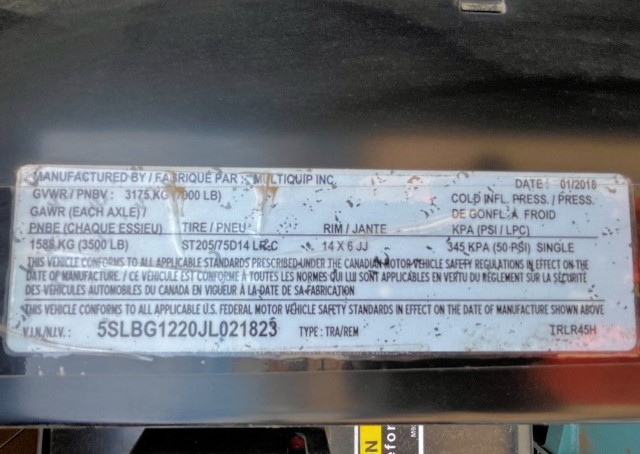 MANUFACTURED BY / FABRIQUÉ PAR : MULTIQUIP INC. DATE : 01/2018
GVWR / PNBV : 3175 KG (7000 LB) COLD INFL. PRESS. / PRESS.
GAWR (EACH AXLE) / DE GONFL. À FROID
PNBE (CHAQUE ESSIEU) TIRE / PNEU RIM / JANTE KPA (PSI / LPC)
1588 KG (3500 LB) ST205/75D14 LR-C 14 X 6 JJ 345 KPA (50 PSI) SINGLE
THIS VEHICLE CONFORMS TO ALL APPLICABLE STANDARDS PRESCRIBED UNDER THE CANADIAN MOTOR VEHICLE SAFETY REGULATIONS IN EFFECT ON THE
DATE OF MANUFACTURE. / CE VÉHICULE EST CONFORME À TOUTES LES NORMES QUI LUI SONT APPLICABLES EN VERTU DU RÈGLEMENT SUR LA SÉCURITÉ
DES VÉHICULES AUTOMOBILES DU CANADA EN VIGUEUR À LA DATE DE SA FABRICATION
THIS VEHICLE CONFORMS TO ALL APPLICABLE U.S. FEDERAL MOTOR VEHICLE SAFETY STANDARDS IN EFFECT ON THE DATE OF MANUFACTURE SHOWN ABOVE
V.I.N./N.I.V.: 5SLBG1220JL021823 TYPE : TRA/REM TRLR45H
N
efor